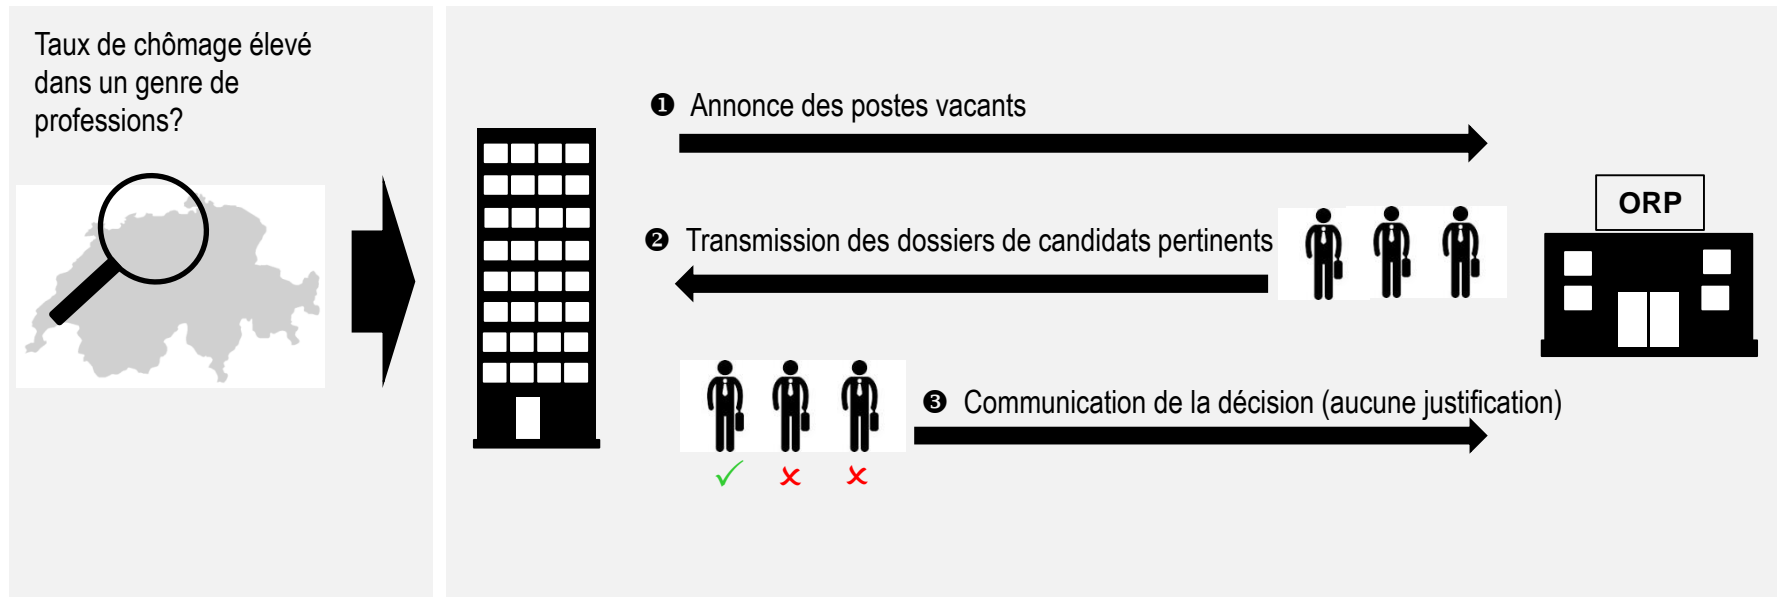 Taux de chômage élevé
dans un genre de
professions?
❶ Annonce des postes vacants
ORP
❷ Transmission des dossiers de candidats pertinents
❸ Communication de la décision (aucune justification)